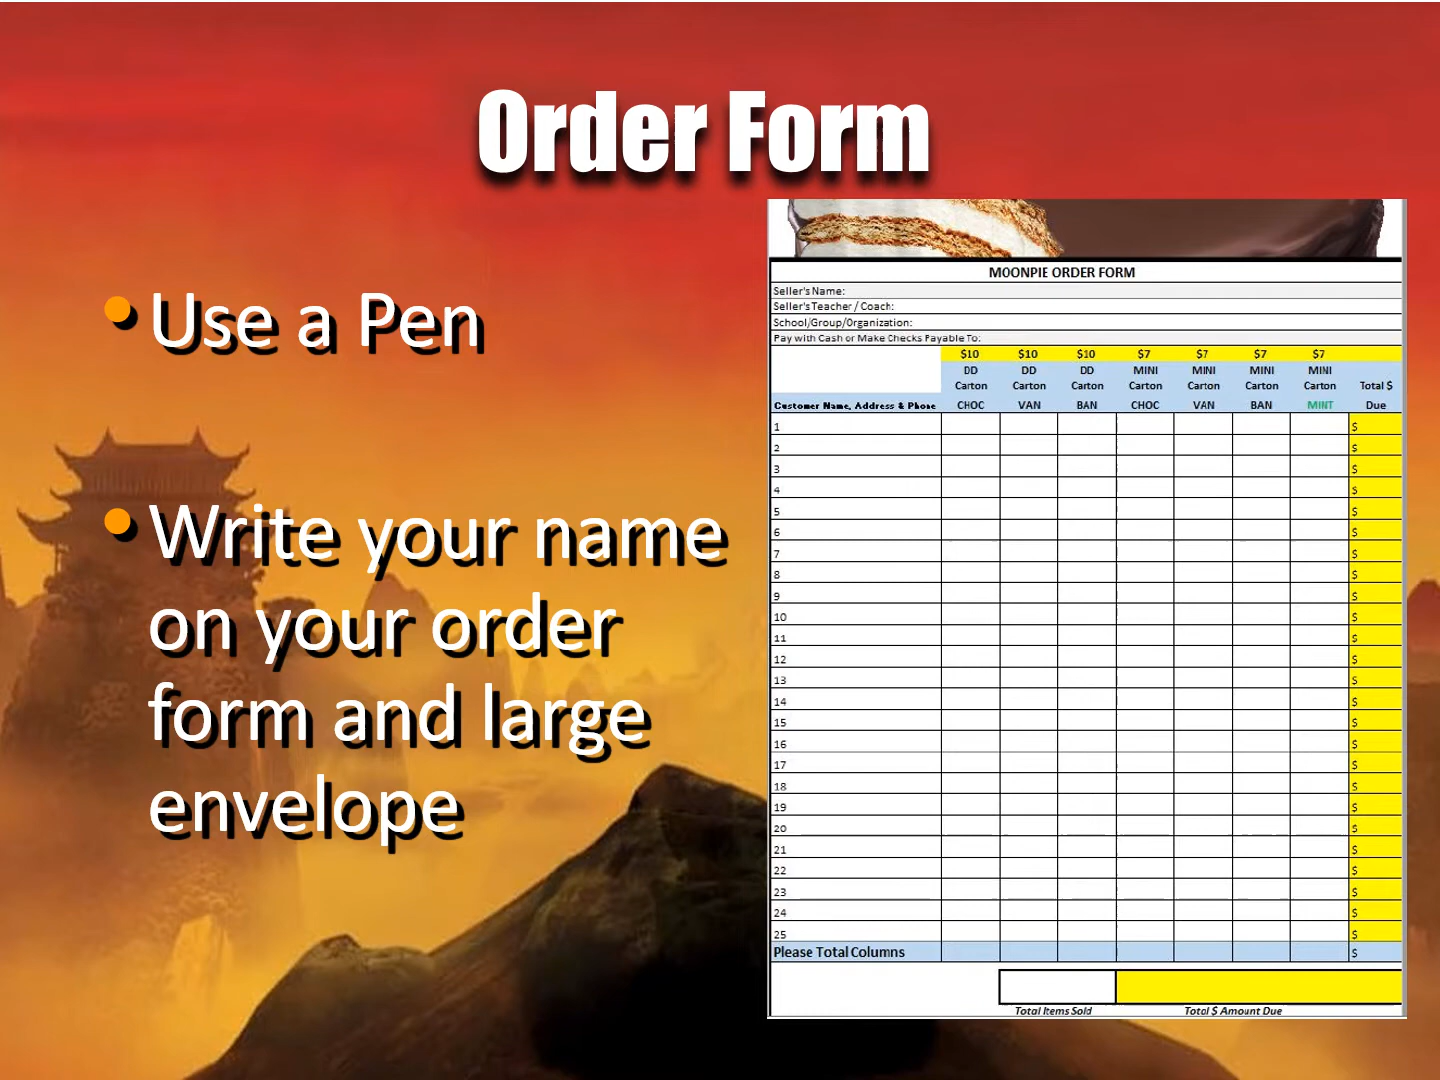 Order Form
• Use a Pen
• Write your name
on your order
form and large
envelope
MOONPIE ORDER FORM
Seller's Name:
Seller's Teacher / Coach:
School/Group/Organization:
Pay with Cash or Make Checks Payable To:
$10 $10 $10 $7 $7 $7 $7
DD DD DD MINI MINI MINI MINI
Carton Carton Carton Carton Carton Carton Carton Total $
Customer Name, Address & Phone CHOC VAN BAN CHOC VAN BAN MINT Due
1 $
2 $
3 $
4 $
5 $
6 $
7 $
8 $
9 $
10 $
11 $
12 $
13 $
14 $
15 $
16 $
17 $
18 $
19 $
20 $
21 $
22 $
23 $
24 $
25 $
Please Total Columns $
Total Items Sold Total $ Amount Due